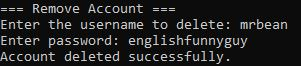 === Remove Account ===
Enter the username to delete: mrbean
Enter password: englishfunnyguy
Account deleted successfully.